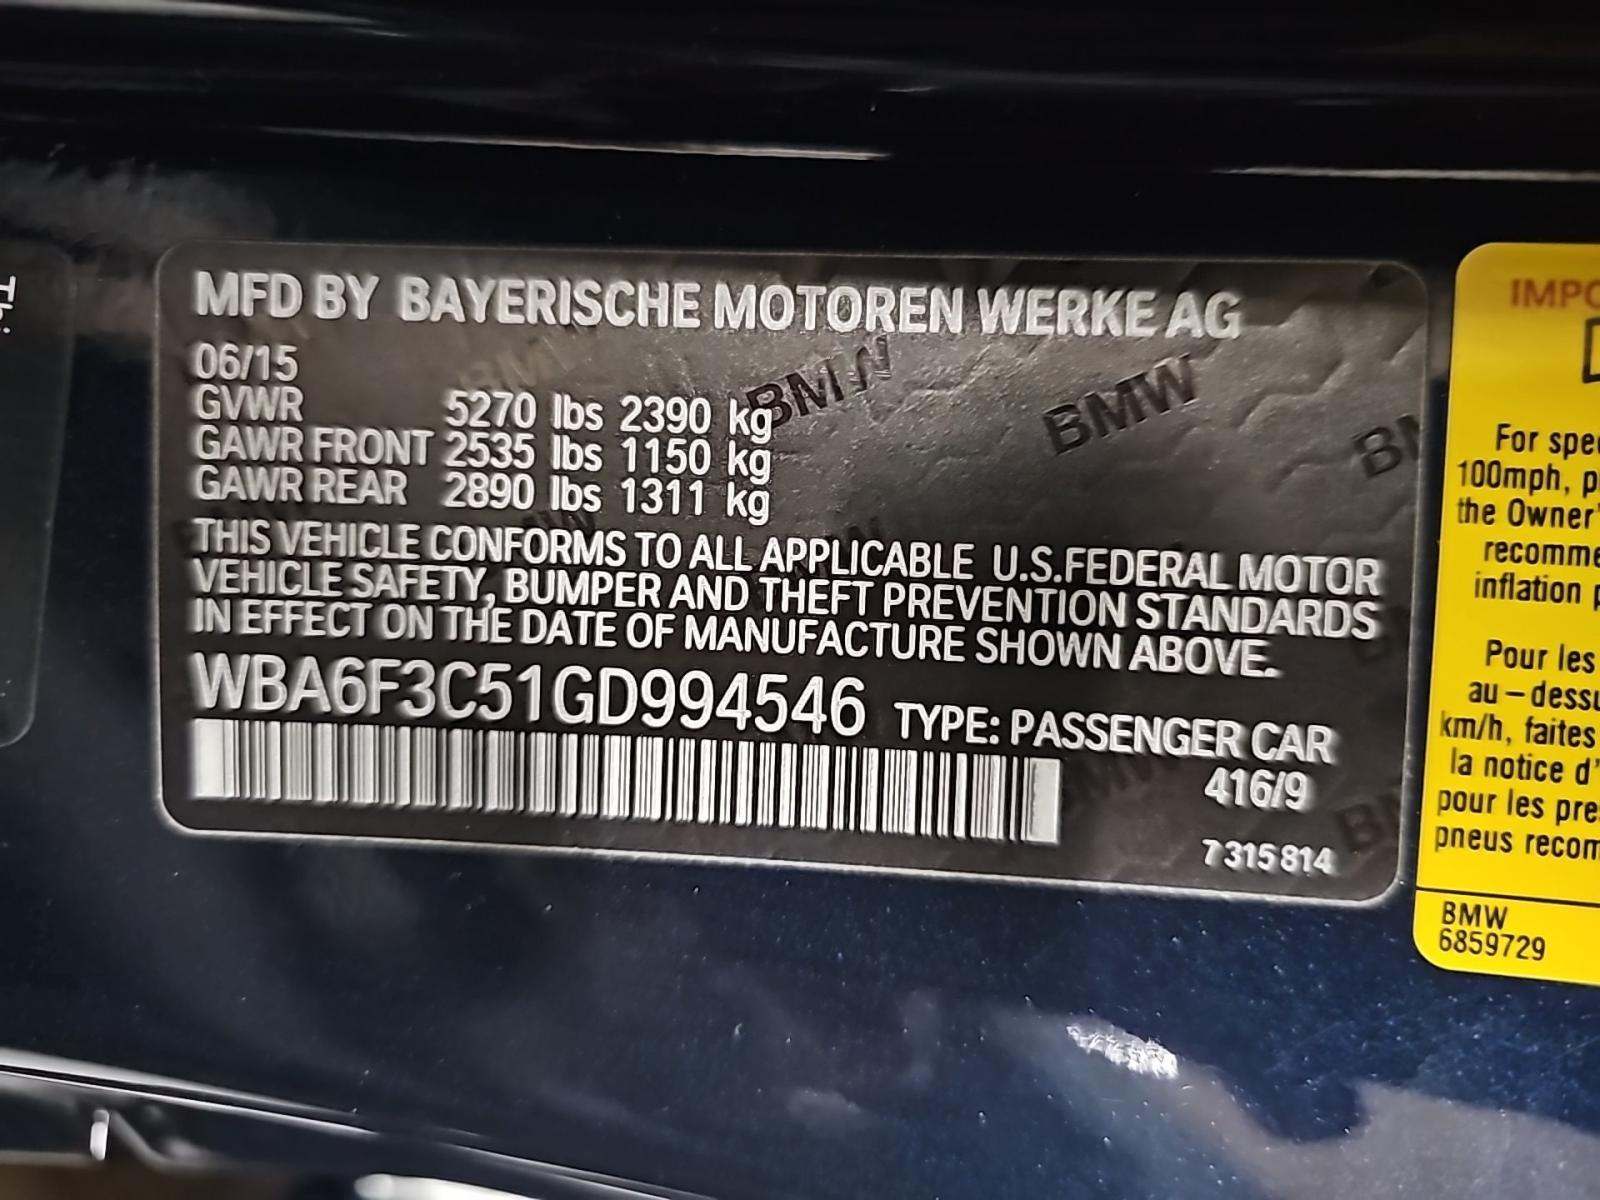 MFD BY BAYERISCHE MOTOREN WERKE AG
06/15
GVWR 5270 lbs 2390 kg
GAWR FRONT 2535 lbs 1150 kg
GAWR REAR 2890 lbs 1311 kg
THIS VEHICLE CONFORMS TO ALL APPLICABLE U.S.FEDERAL MOTOR
VEHICLE SAFETY, BUMPER AND THEFT PREVENTION STANDARDS
IN EFFECT ON THE DATE OF MANUFACTURE SHOWN ABOVE.
WBA6F3C51GD994546 TYPE: PASSENGER CAR
416/9
7 315 814
BMW
BMW
IMPO
For spe
100mph, p
the Owner'
recomme
inflation p
Pour les
au – dessu
km/h, faites
la notice d'
pour les pre
pneus recom
BMW
6859729